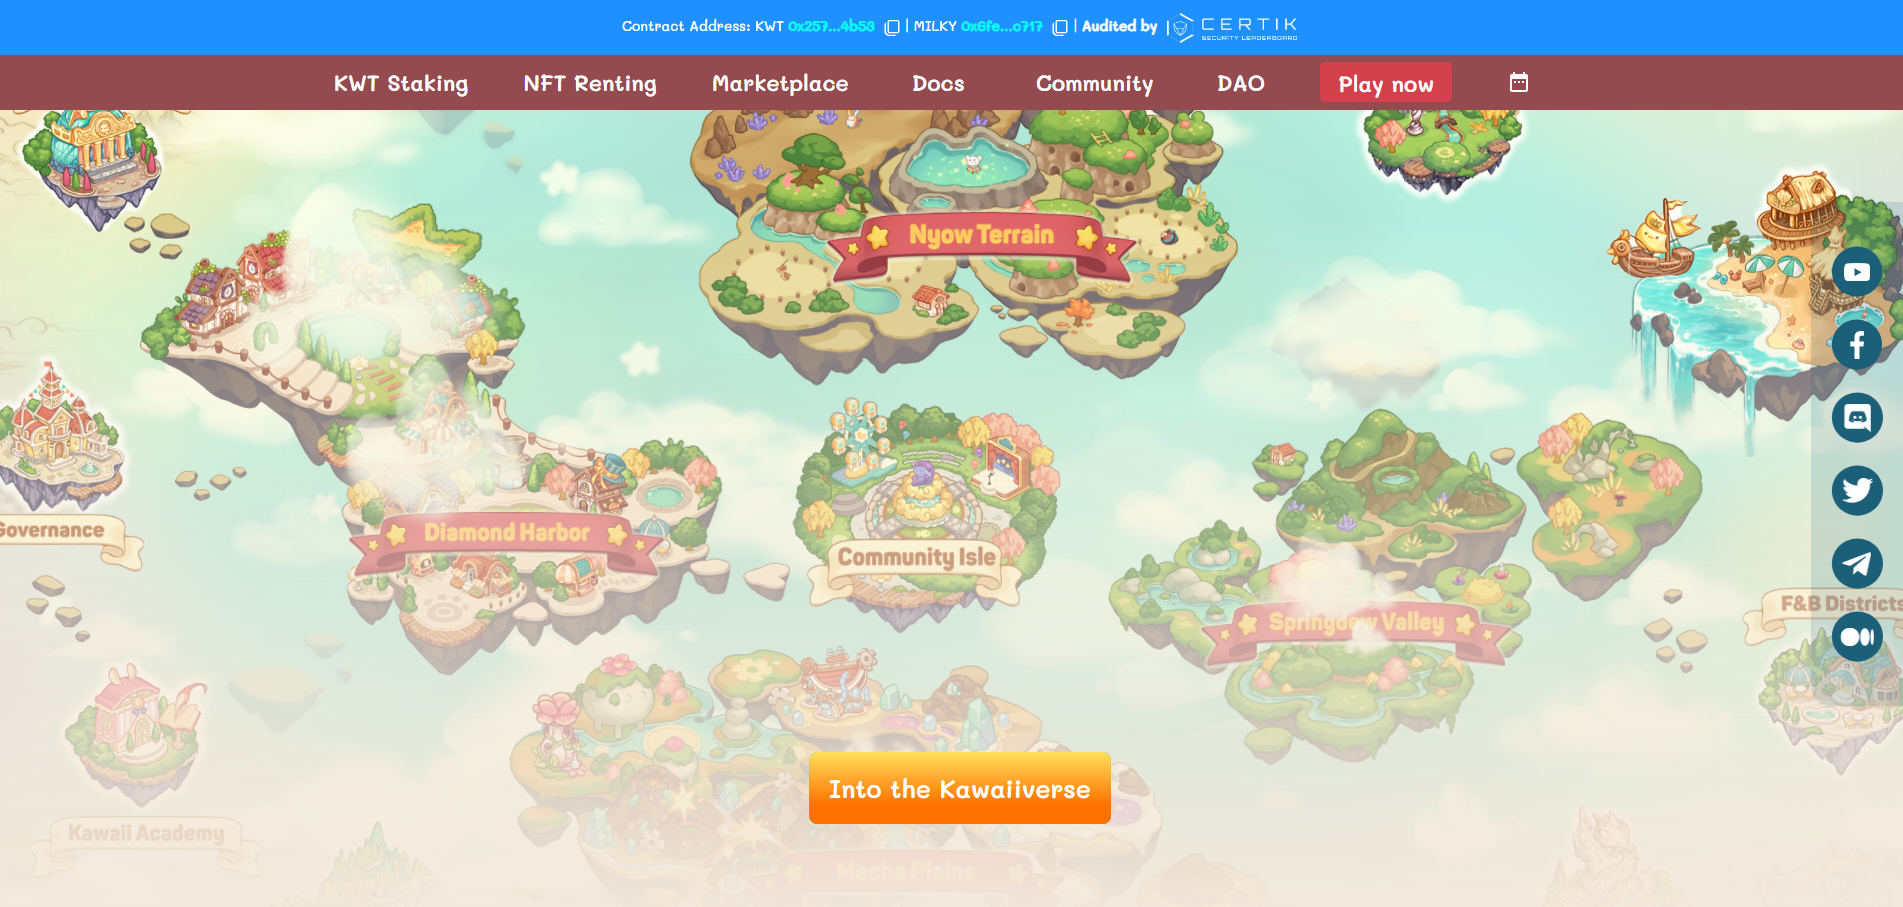 Contract Address: KWT 0x257...4b53 | MILKY 0x6fe...c717 | Audited by | CERTIK
SECURITY LEADERBOARD
KWT Staking NFT Renting Marketplace Docs Community DAO Play now
Nyow Terrain
Governance
Diamond Harbor
Community Isle
F&B Districts
Springdew Valley
Into the Kawaiiverse
Kawaii Academy
Mecha Plains